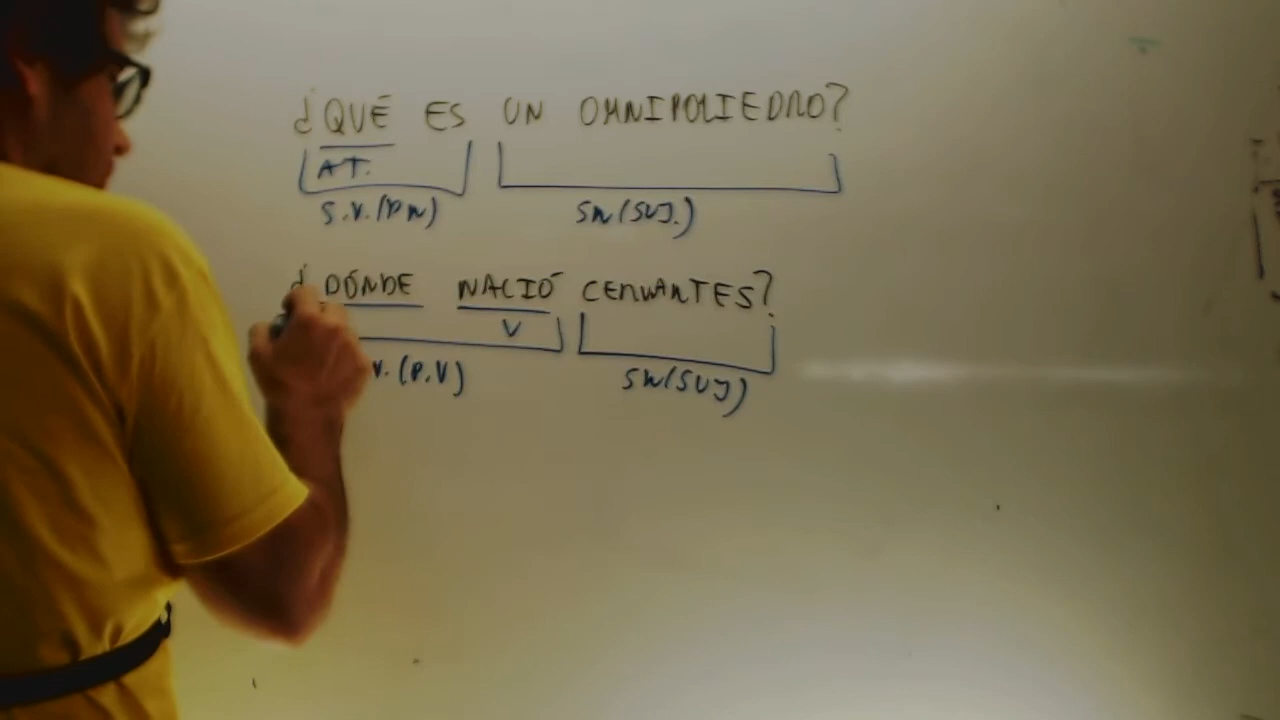 ¿QUÉ ES UN OMNIPOLIEDRO?
AT.
S.V.(PN) SN(SUJ.)
¿DÓNDE NACIÓ CERVANTES?
V
V.(P.V) SN(SUJ)